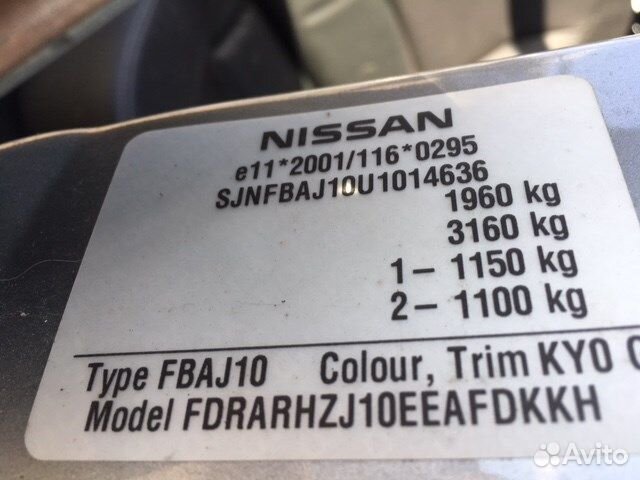 NISSAN
e11*2001/116*0295
SJNFBAJ10U1014636
1960 kg
3160 kg
1- 1150 kg
2- 1100 kg
Type FBAJ10 Colour, Trim KY0
Model FDRARHZJ10EEAFDKKH
Avito